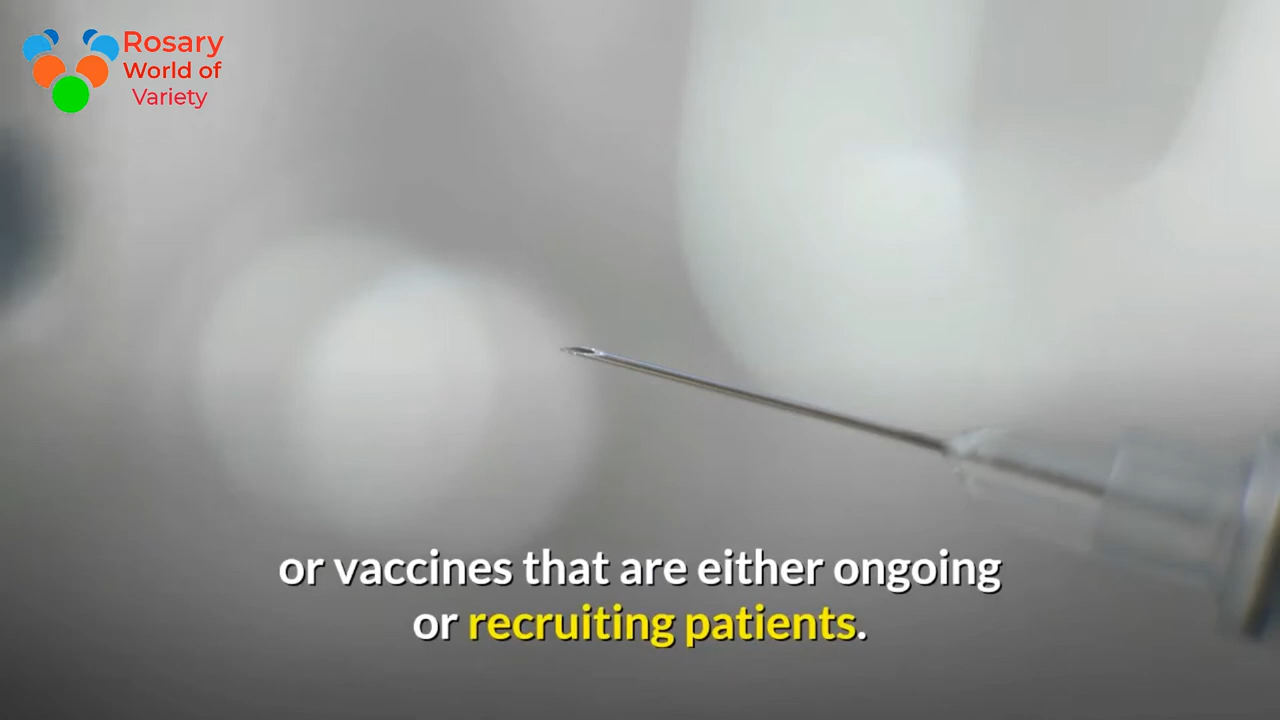 Rosary
World of
Variety
or vaccines that are either ongoing
or recruiting patients.